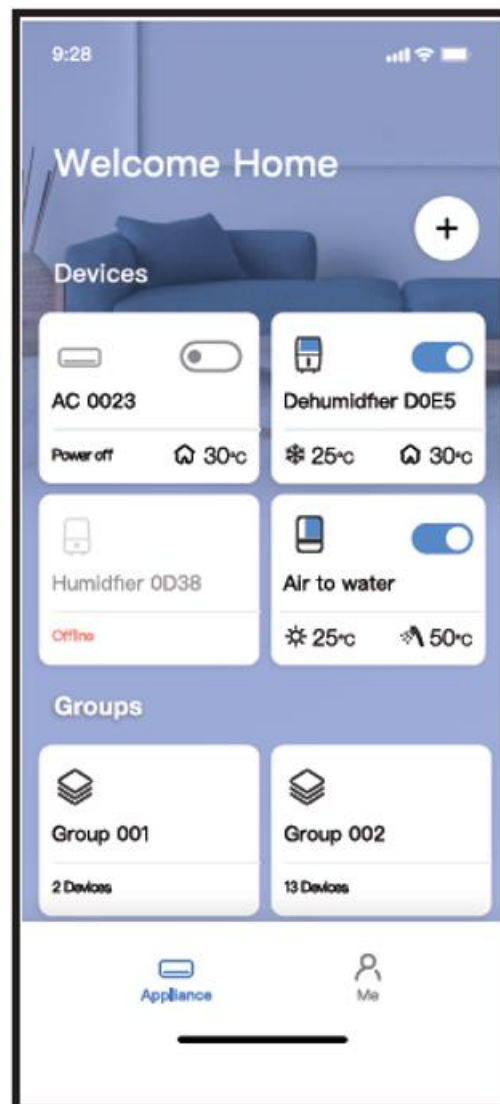 9:28
Welcome Home
+
Devices
AC 0023
Power off 30°c
Dehumidfier D0E5
25°c 30°c
Humidfier 0D38
Offline
Air to water
25°c 50°c
Groups
Group 001
2 Devices
Group 002
13 Devices
Appliance
Me